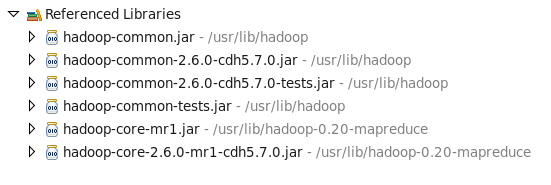 Referenced Libraries
hadoop-common.jar - /usr/lib/hadoop
hadoop-common-2.6.0-cdh5.7.0.jar - /usr/lib/hadoop
hadoop-common-2.6.0-cdh5.7.0-tests.jar - /usr/lib/hadoop
hadoop-common-tests.jar - /usr/lib/hadoop
hadoop-core-mr1.jar - /usr/lib/hadoop-0.20-mapreduce
hadoop-core-2.6.0-mr1-cdh5.7.0.jar - /usr/lib/hadoop-0.20-mapreduce